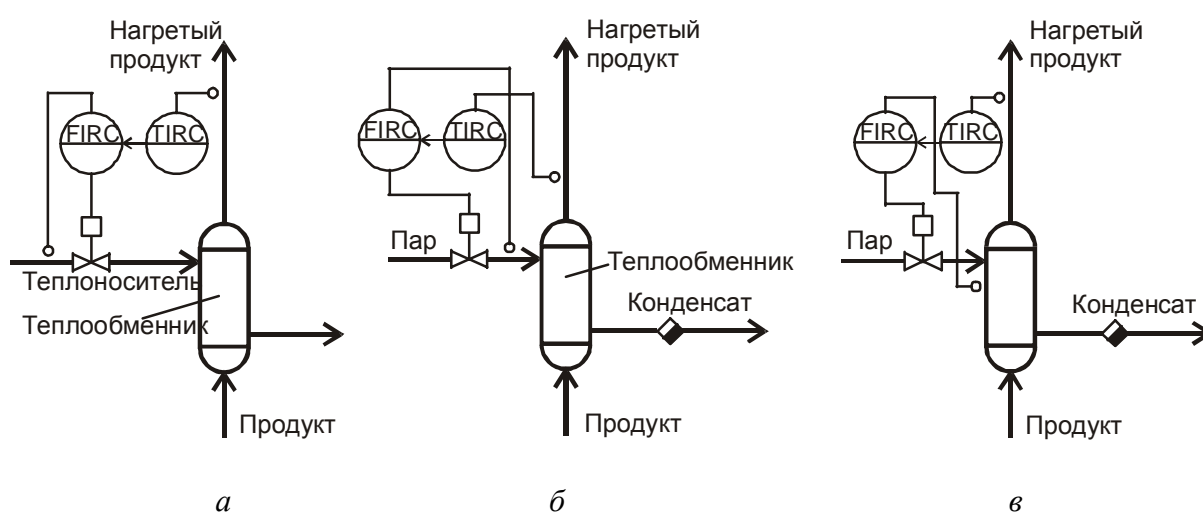 Нагретый
продукт
FIRC
TIRC
Теплоноситель
Теплообменник
Продукт
а
Нагретый
продукт
FIRC
TIRC
Пар
Теплообменник
Конденсат
Продукт
б
Нагретый
продукт
FIRC
TIRC
Пар
Конденсат
Продукт
в